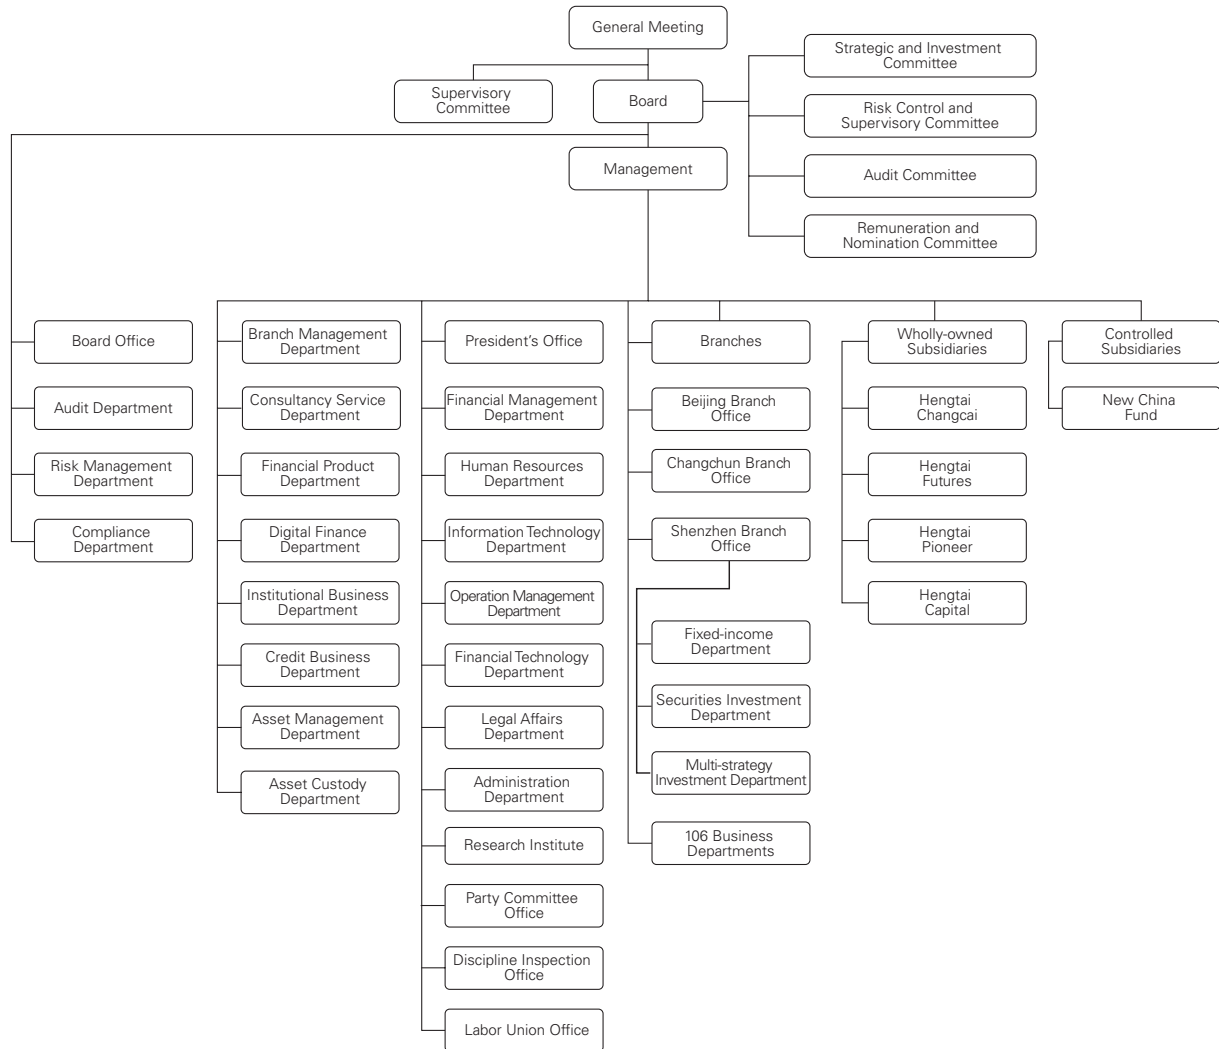 General Meeting
Supervisory
Committee
Board
Management
Strategic and Investment
Committee
Risk Control and
Supervisory Committee
Audit Committee
Remuneration and
Nomination Committee
Board Office
Audit Department
Risk Management
Department
Compliance
Department
Branch Management
Department
Consultancy Service
Department
Financial Product
Department
Digital Finance
Department
Institutional Business
Department
Credit Business
Department
Asset Management
Department
Asset Custody
Department
President's Office
Financial Management
Department
Human Resources
Department
Information Technology
Department
Operation Management
Department
Financial Technology
Department
Legal Affairs
Department
Administration
Department
Research Institute
Party Committee
Office
Discipline Inspection
Office
Labor Union Office
Branches
Beijing Branch
Office
Changchun Branch
Office
Shenzhen Branch
Office
Fixed-income
Department
Securities Investment
Department
Multi-strategy
Investment Department
106 Business
Departments
Wholly-owned
Subsidiaries
Hengtai
Changcai
Hengtai
Futures
Hengtai
Pioneer
Hengtai
Capital
Controlled
Subsidiaries
New China
Fund